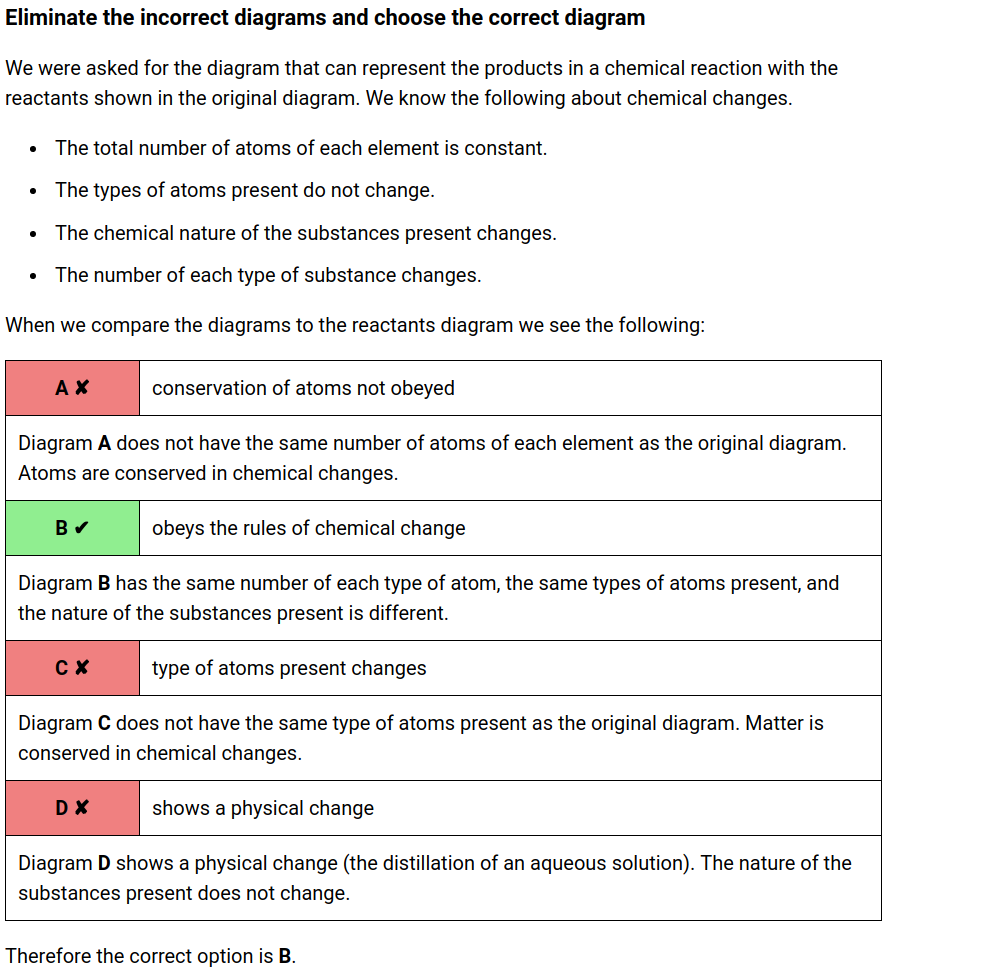 Eliminate the incorrect diagrams and choose the correct diagram
We were asked for the diagram that can represent the products in a chemical reaction with the
reactants shown in the original diagram. We know the following about chemical changes.
• The total number of atoms of each element is constant.
• The types of atoms present do not change.
• The chemical nature of the substances present changes.
• The number of each type of substance changes.
When we compare the diagrams to the reactants diagram we see the following:
A ✘ conservation of atoms not obeyed
Diagram A does not have the same number of atoms of each element as the original diagram.
Atoms are conserved in chemical changes.
B ✔ obeys the rules of chemical change
Diagram B has the same number of each type of atom, the same types of atoms present, and
the nature of the substances present is different.
C ✘ type of atoms present changes
Diagram C does not have the same type of atoms present as the original diagram. Matter is
conserved in chemical changes.
D ✘ shows a physical change
Diagram D shows a physical change (the distillation of an aqueous solution). The nature of the
substances present does not change.
Therefore the correct option is B.